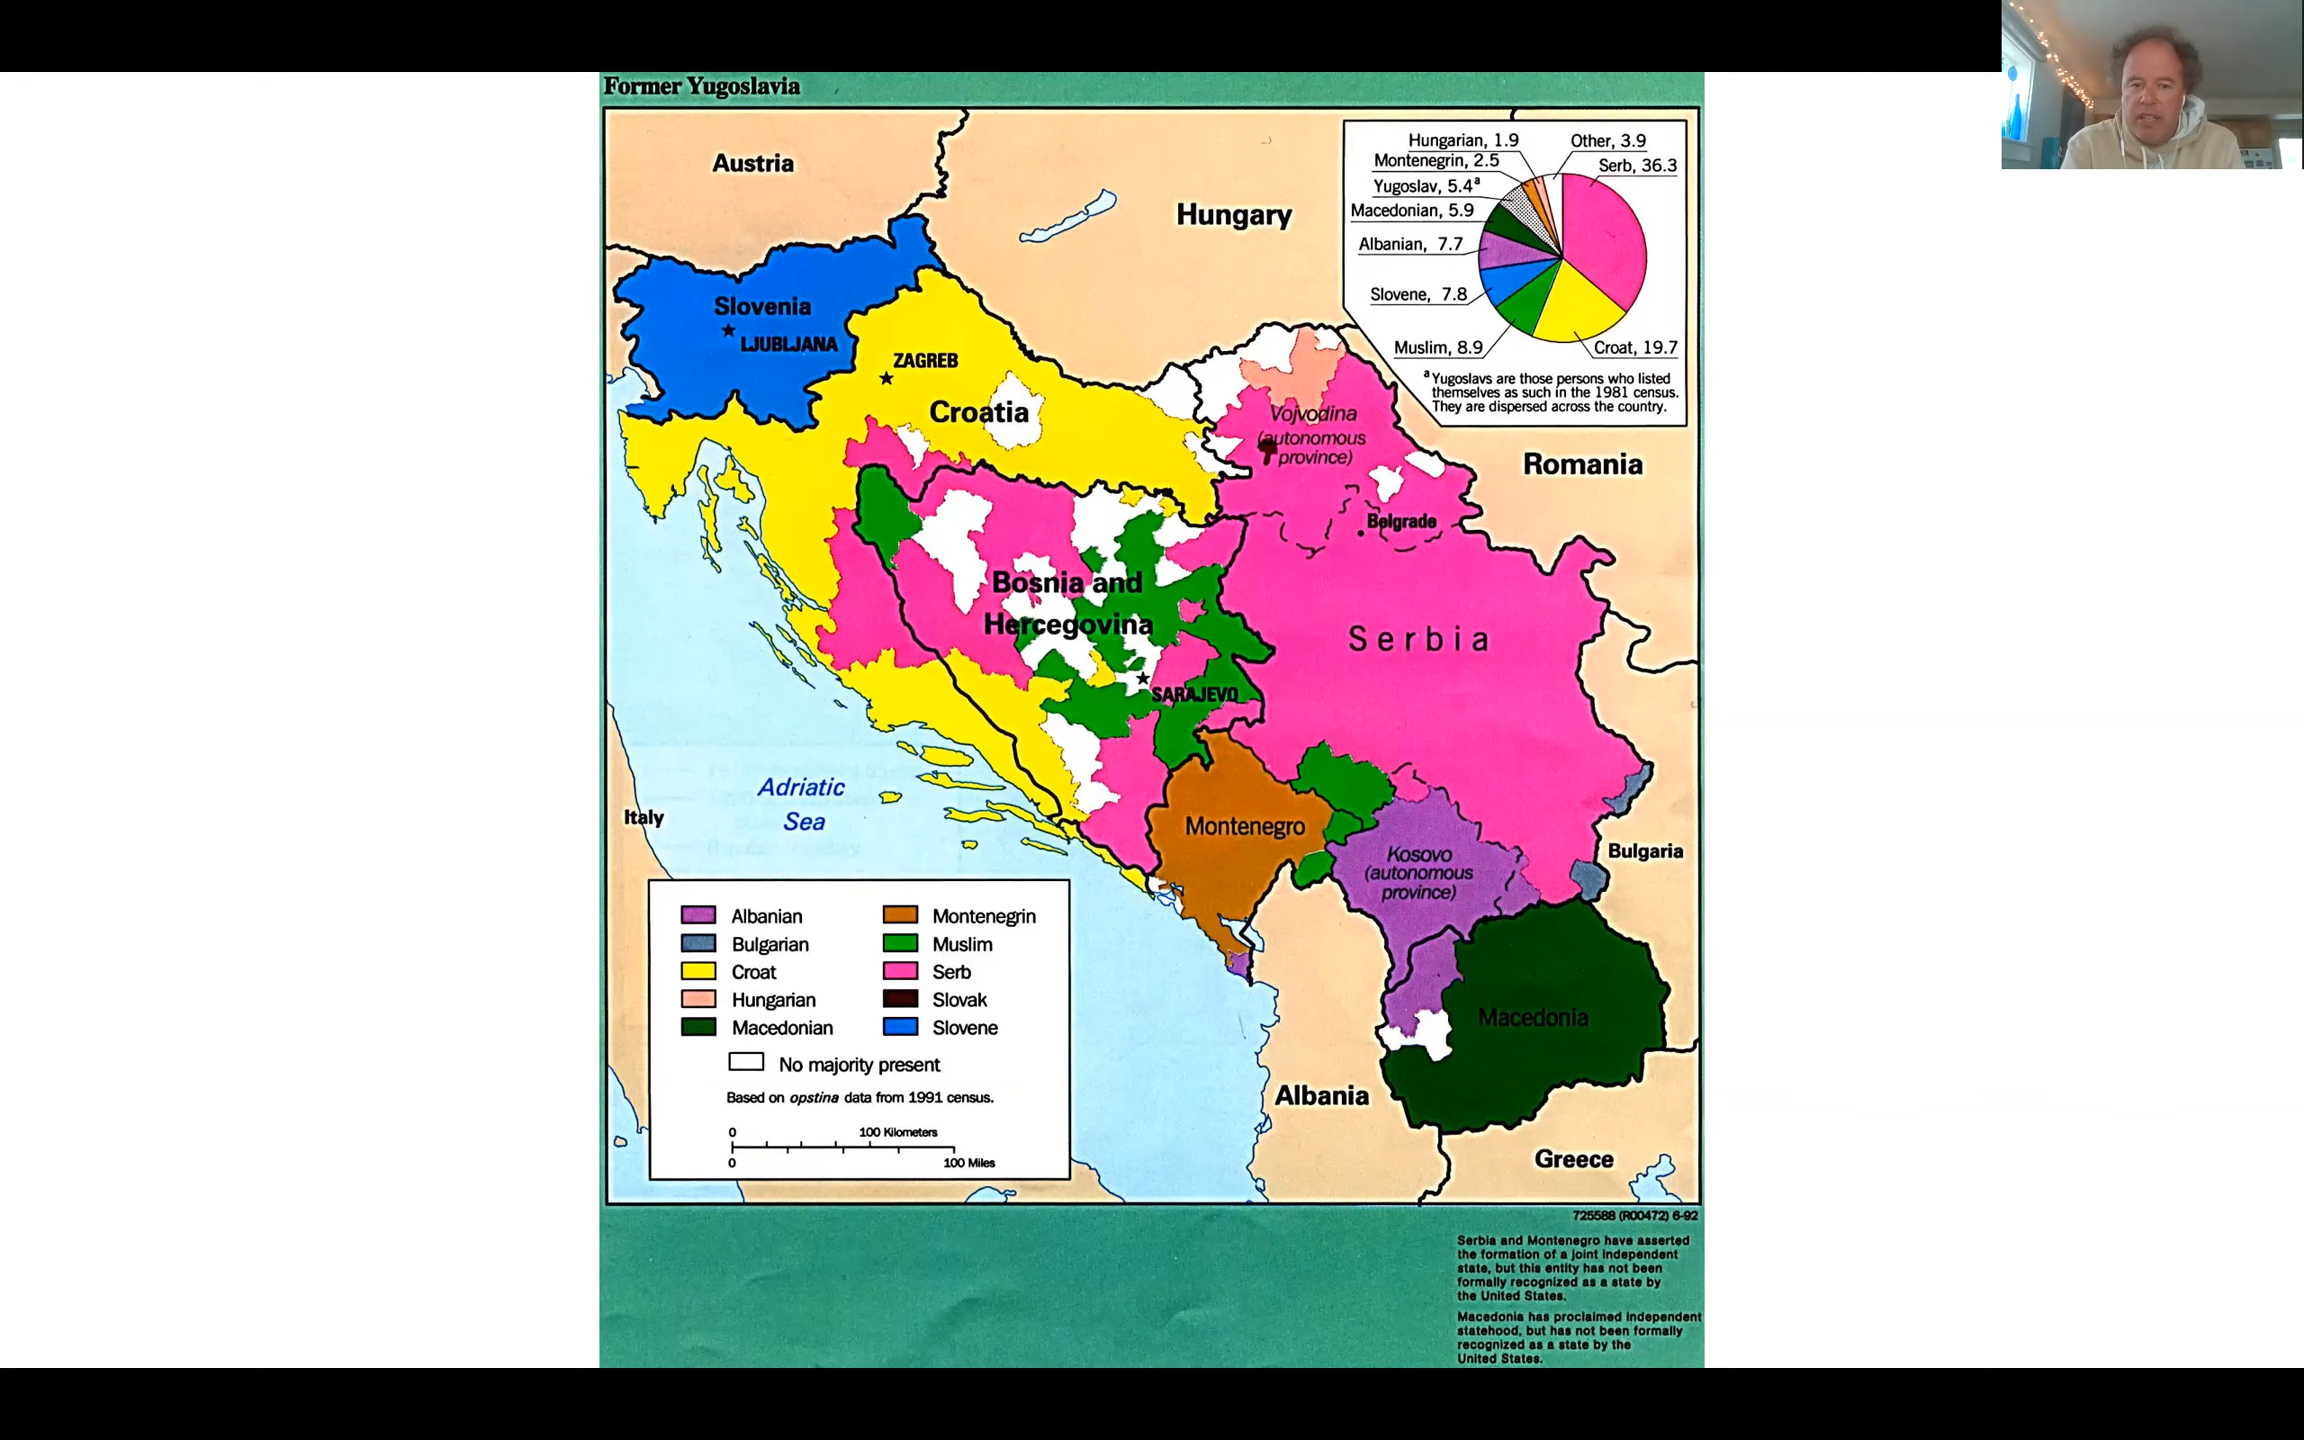 Former Yugoslavia
Austria
Hungary
Slovenia
LJUBLJANA
ZAGREB
Croatia
Vojvodina
(autonomous
province)
Romania
Belgrade
Bosnia and
Hercegovina
Serbia
SARAJEVO
Adriatic
Sea
Italy
Montenegro
Kosovo
(autonomous
province)
Bulgaria
Macedonia
Albania
Greece
Hungarian, 1.9
Other, 3.9
Montenegrin, 2.5
Serb, 36.3
Yugoslav, 5.4a
Macedonian, 5.9
Albanian, 7.7
Slovene, 7.8
Muslim, 8.9
Croat, 19.7
a Yugoslavs are those persons who listed
themselves as such in the 1981 census.
They are dispersed across the country.
Albanian
Bulgarian
Croat
Hungarian
Macedonian
Montenegrin
Muslim
Serb
Slovak
Slovene
No majority present
Based on opstina data from 1991 census.
0 100 Kilometers
0 100 Miles
725588 (R00472) 6-92
Serbia and Montenegro have asserted
the formation of a joint independent
state, but this entity has not been
formally recognized as a state by
the United States.
Macedonia has proclaimed independent
statehood, but has not been formally
recognized as a state by the
United States.